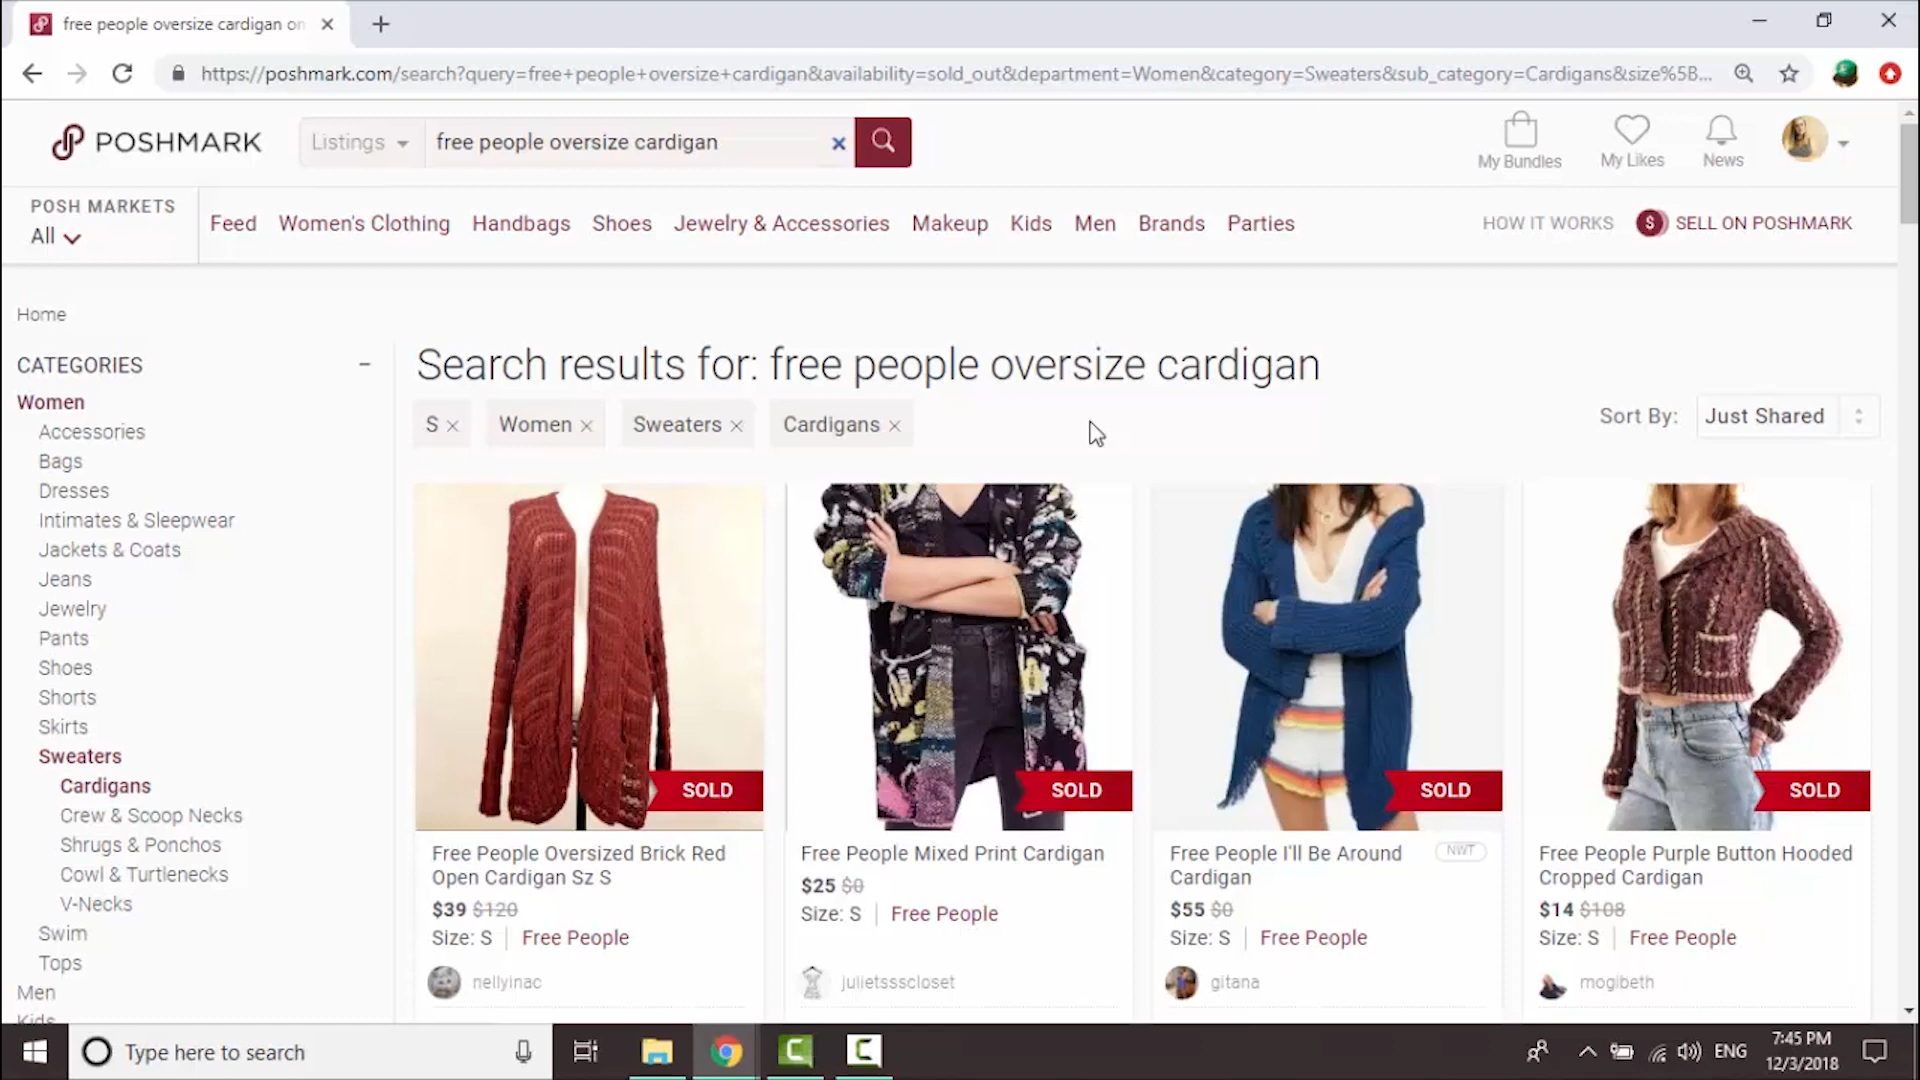 free people oversize cardigan on
https://poshmark.com/search?query=free+people+oversize+cardigan&availability=sold_out&department=Women&category=Sweaters&sub_category=Cardigans&size%5B...
POSHMARK
Listings
free people oversize cardigan
My Bundles
My Likes
News
POSH MARKETS
All
Feed
Women's Clothing
Handbags
Shoes
Jewelry & Accessories
Makeup
Kids
Men
Brands
Parties
HOW IT WORKS
$ SELL ON POSHMARK
Home
CATEGORIES
Women
Accessories
Bags
Dresses
Intimates & Sleepwear
Jackets & Coats
Jeans
Jewelry
Pants
Shoes
Shorts
Skirts
Sweaters
Cardigans
Crew & Scoop Necks
Shrugs & Ponchos
Cowl & Turtlenecks
V-Necks
Swim
Tops
Men
Kids
Search results for: free people oversize cardigan
S
Women
Sweaters
Cardigans
Sort By: Just Shared
SOLD
Free People Oversized Brick Red
Open Cardigan Sz S
$39 $120
Size: S | Free People
nellyinac
SOLD
Free People Mixed Print Cardigan
$25 $0
Size: S | Free People
julietssscloset
SOLD
Free People I'll Be Around
Cardigan
NWT
$55 $0
Size: S | Free People
gitana
SOLD
Free People Purple Button Hooded
Cropped Cardigan
$14 $108
Size: S | Free People
mogibeth
Type here to search
ENG
7:45 PM
12/3/2018